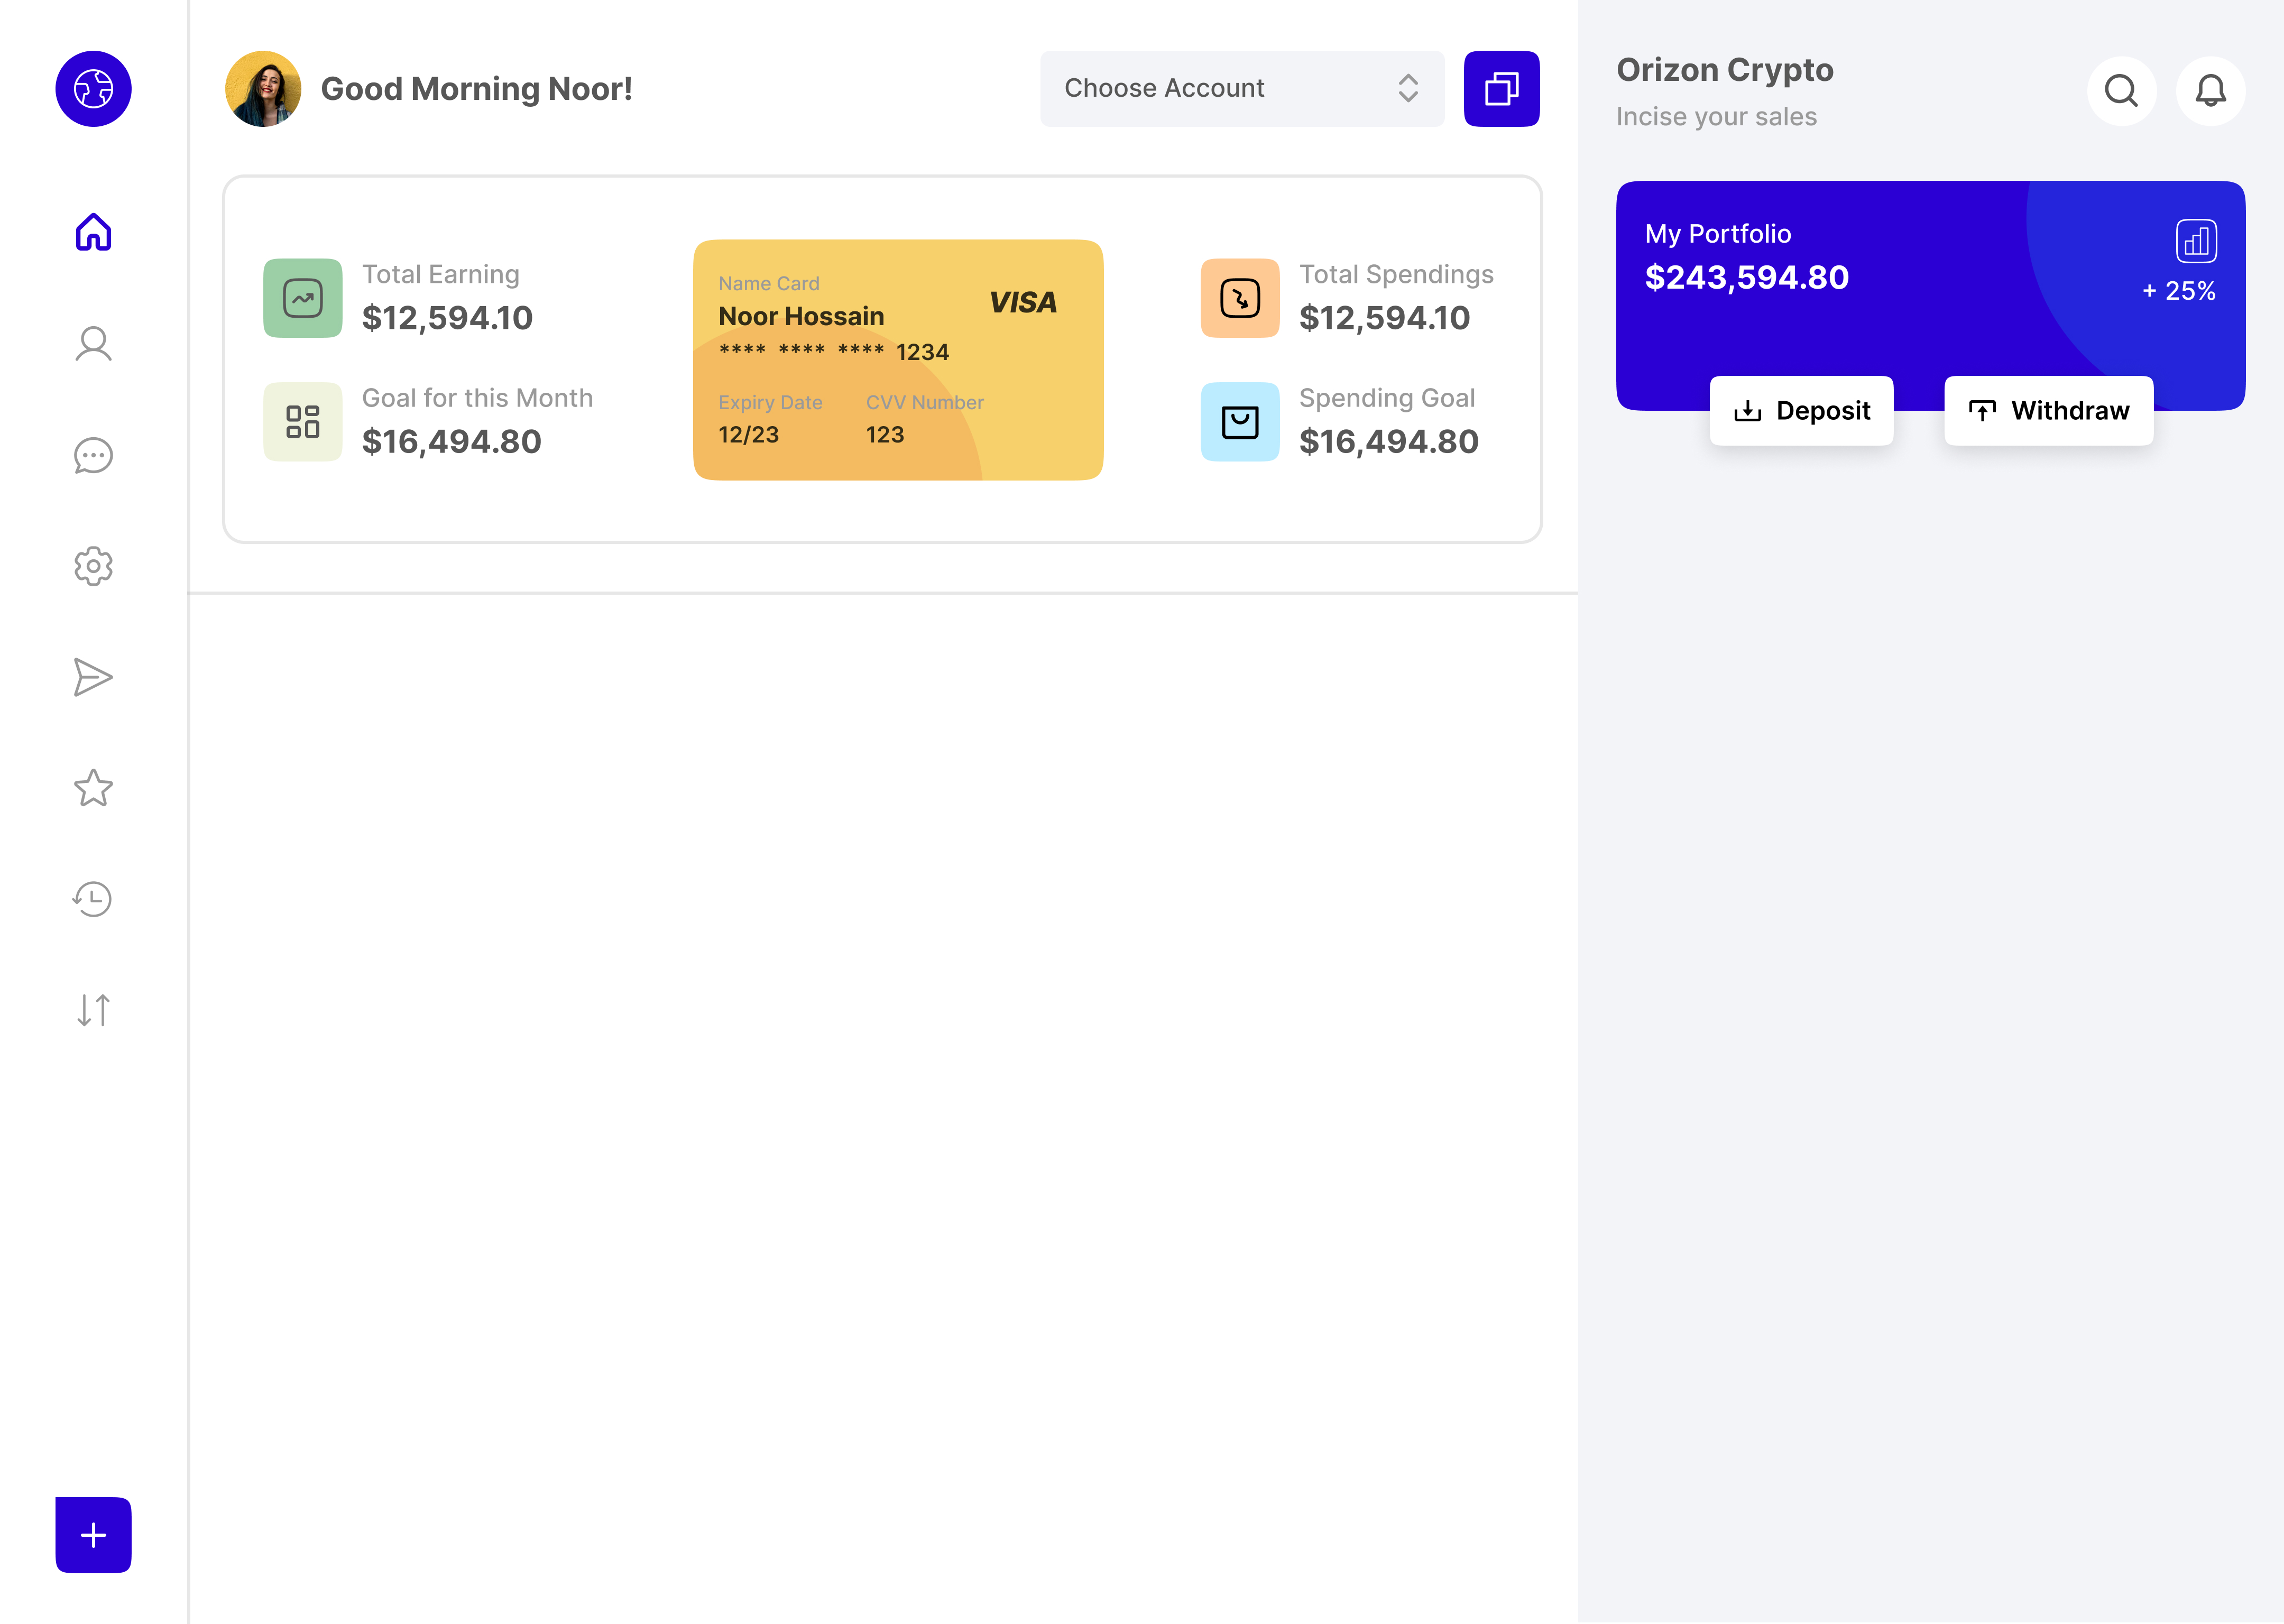 Good Morning Noor!
Choose Account
Total Earning
$12,594.10
Goal for this Month
$16,494.80
Name Card
Noor Hossain
VISA
**** **** **** 1234
Expiry Date
CVV Number
12/23
123
Total Spendings
$12,594.10
Spending Goal
$16,494.80
Orizon Crypto
Incise your sales
My Portfolio
$243,594.80
+ 25%
Deposit
Withdraw